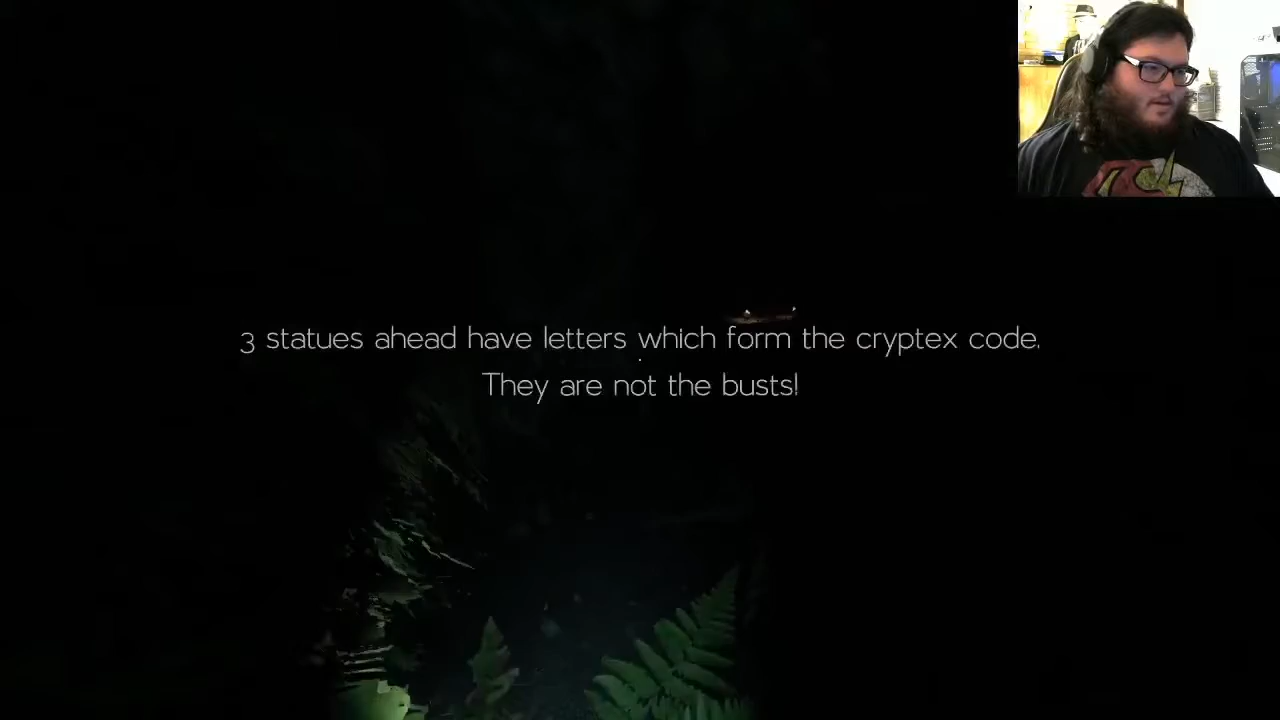 3 statues ahead have letters which form the cryptex code.
They are not the busts!